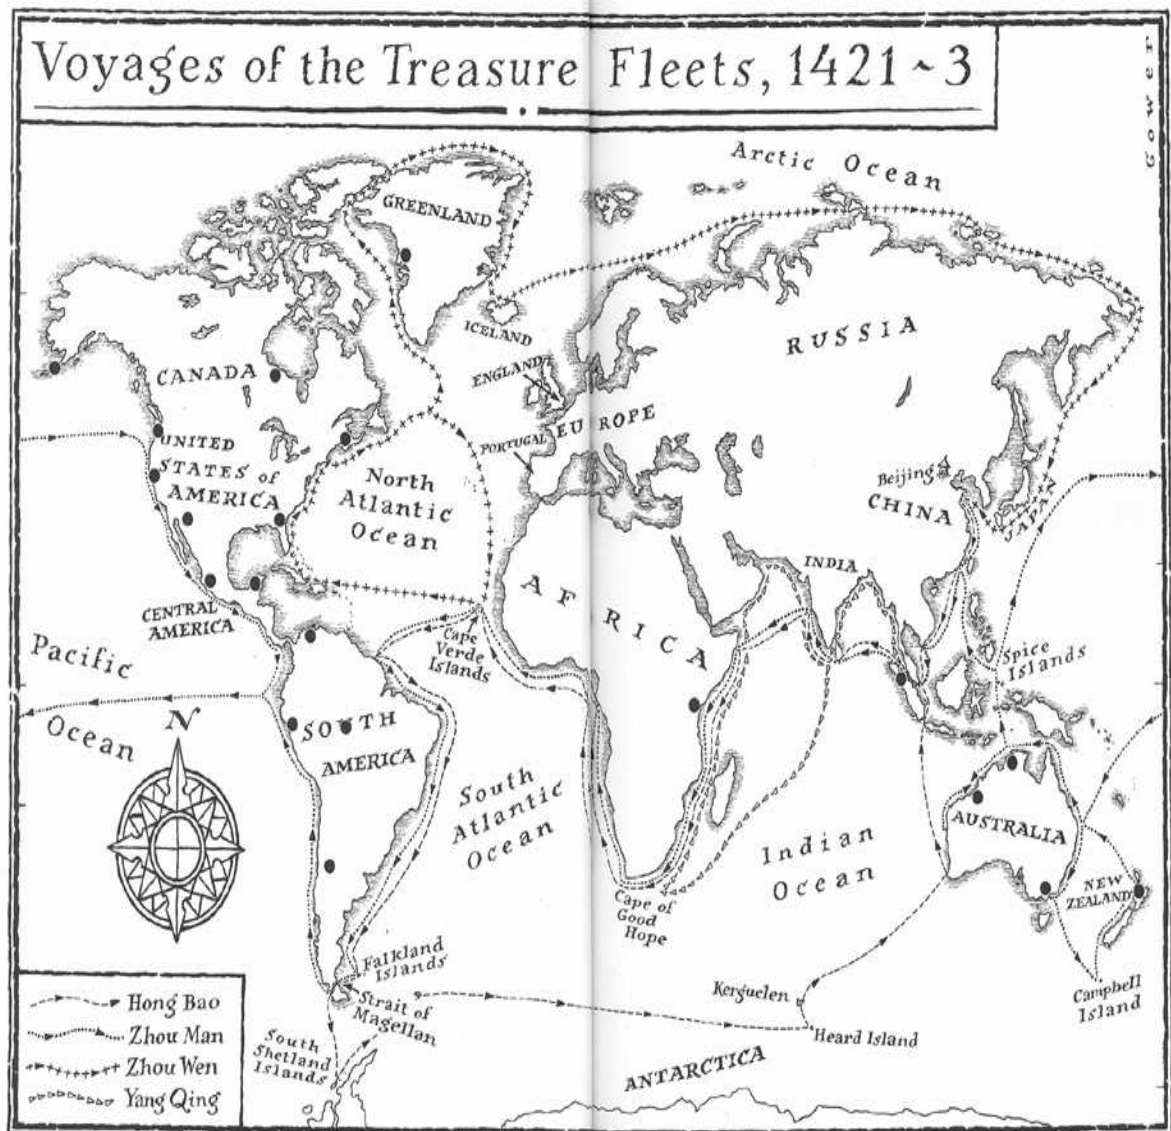 Voyages of the Treasure Fleets, 1421~3
HewGow
Arctic Ocean
GREENLAND
ICELAND
RUSSIA
ENGLAND
CANADA
EUROPE
PORTUGAL
UNITED
STATES of
AMERICA
North
Atlantic
Ocean
Beijing
CHINA
JAPAN
INDIA
AFRICA
CENTRAL
AMERICA
Cape
Verde
Islands
Spice
Islands
Pacific
Ocean
N
SOUTH
AMERICA
South
Atlantic
Ocean
Indian
Ocean
AUSTRALIA
NEW
ZEALAND
Cape of
Good
Hope
Falkland
Islands
Strait of
Magellan
South
Shetland
Islands
Kerguelen
Heard Island
Campbell
Island
ANTARCTICA
Hong Bao
Zhou Man
Zhou Wen
Yang Qing